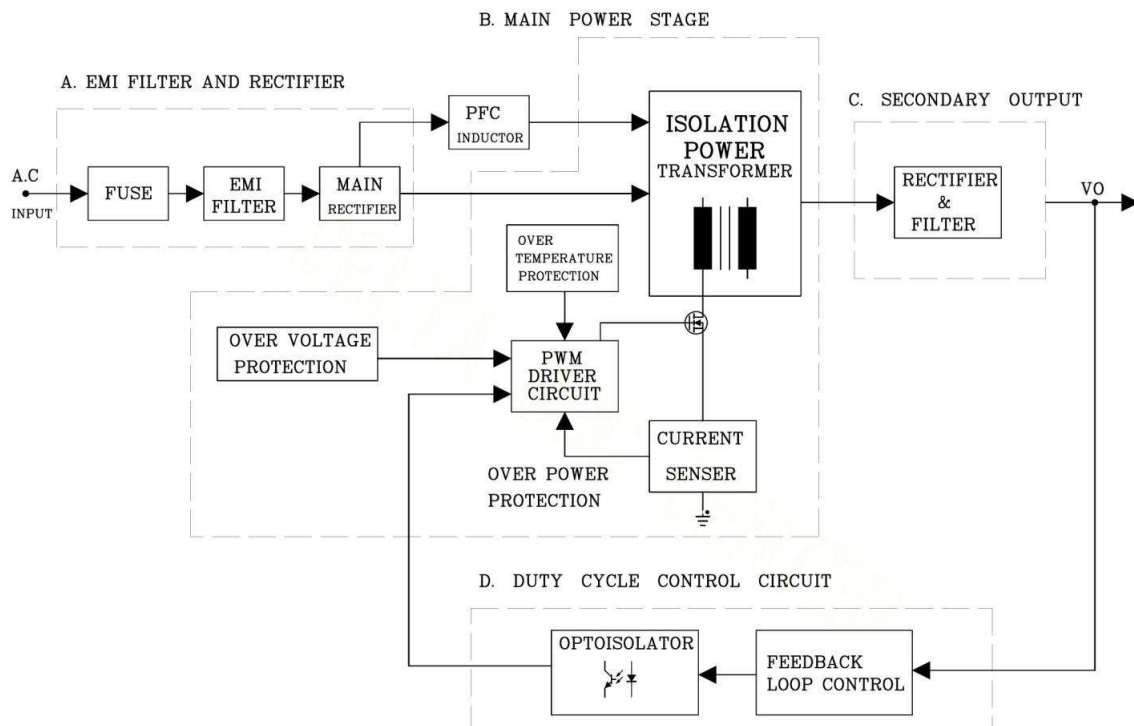 B. MAIN POWER STAGE
A. EMI FILTER AND RECTIFIER
PFC
INDUCTOR
ISOLATION
POWER
TRANSFORMER
C. SECONDARY OUTPUT
A.C
INPUT
FUSE
EMI
FILTER
MAIN
RECTIFIER
RECTIFIER
&
FILTER
VO
OVER
TEMPERATURE
PROTECTION
OVER VOLTAGE
PROTECTION
PWM
DRIVER
CIRCUIT
CURRENT
SENSER
OVER POWER
PROTECTION
D. DUTY CYCLE CONTROL CIRCUIT
OPTOISOLATOR
FEEDBACK
LOOP CONTROL